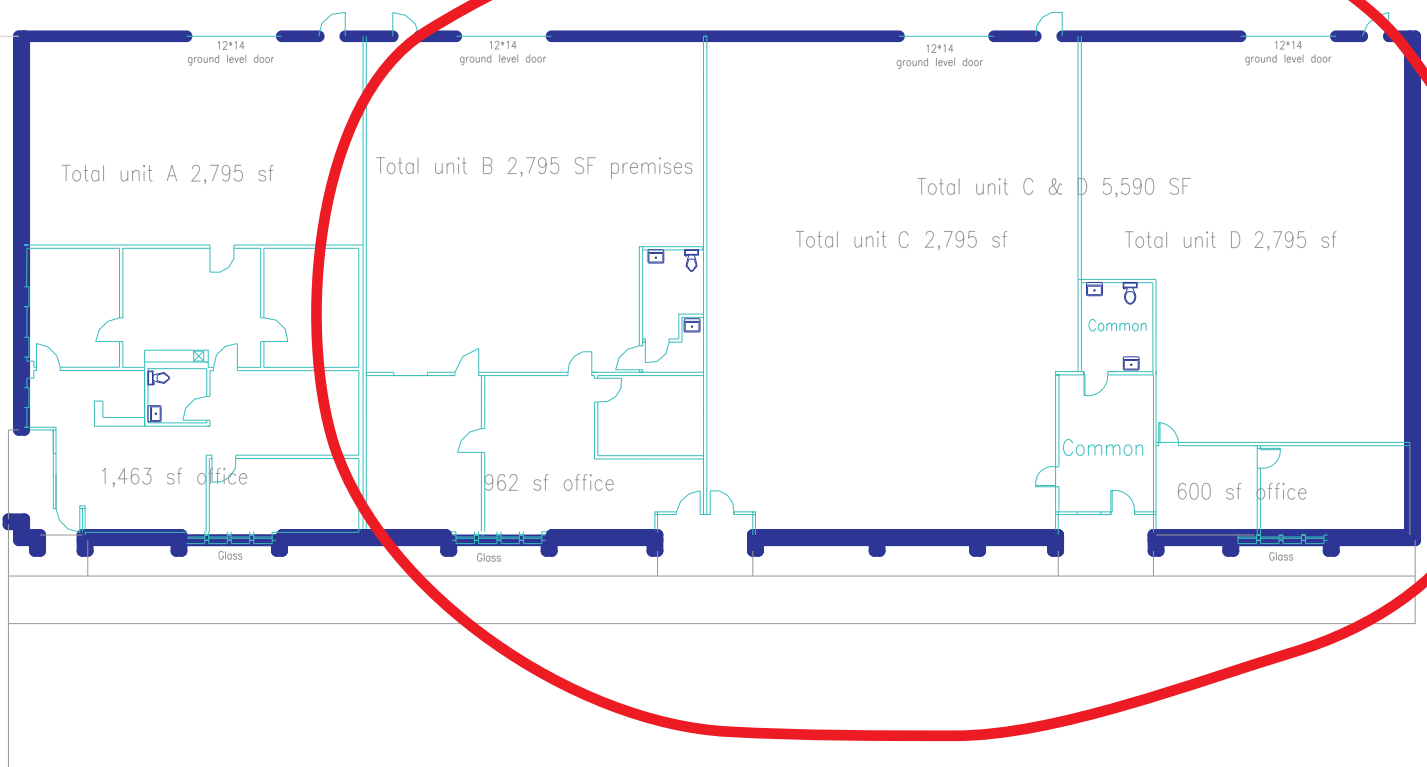 12*14
ground level door
12*14
ground level door
12*14
ground level door
12*14
ground level door
Total unit A 2,795 sf
Total unit B 2,795 SF premises
Total unit C & D 5,590 SF
Total unit C 2,795 sf
Total unit D 2,795 sf
Common
Common
1,463 sf office
962 sf office
600 sf office
Glass
Glass
Glass